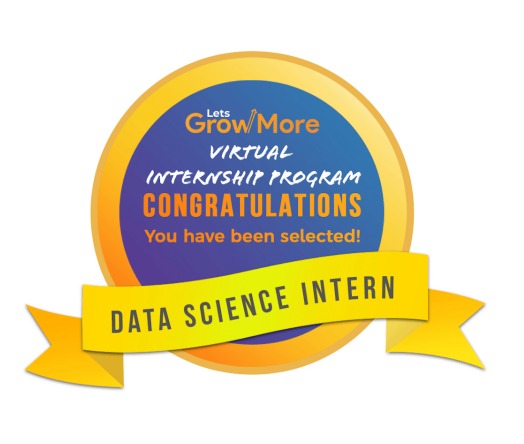 Lets
GrowMore
VIRTUAL
INTERNSHIP PROGRAM
CONGRATULATIONS
You have been selected!
DATA SCIENCE INTERN